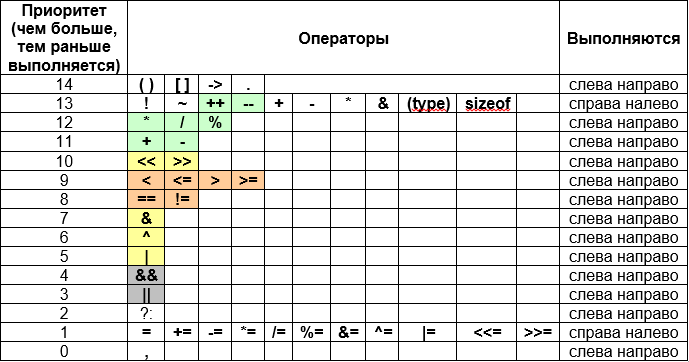 Приоритет (чем больше, тем раньше выполняется) Операторы Выполняются
14 ( ) [ ] -> . слева направо
13 ! ~ ++ -- + - * & (type) sizeof справа налево
12 * / % слева направо
11 + - слева направо
10 << >> слева направо
9 < <= > >= слева направо
8 == != слева направо
7 & слева направо
6 ^ слева направо
5 | слева направо
4 && слева направо
3 || слева направо
2 ?: слева направо
1 = += -= *= /= %= &= ^= |= <<= >>= справа налево
0 , слева направо